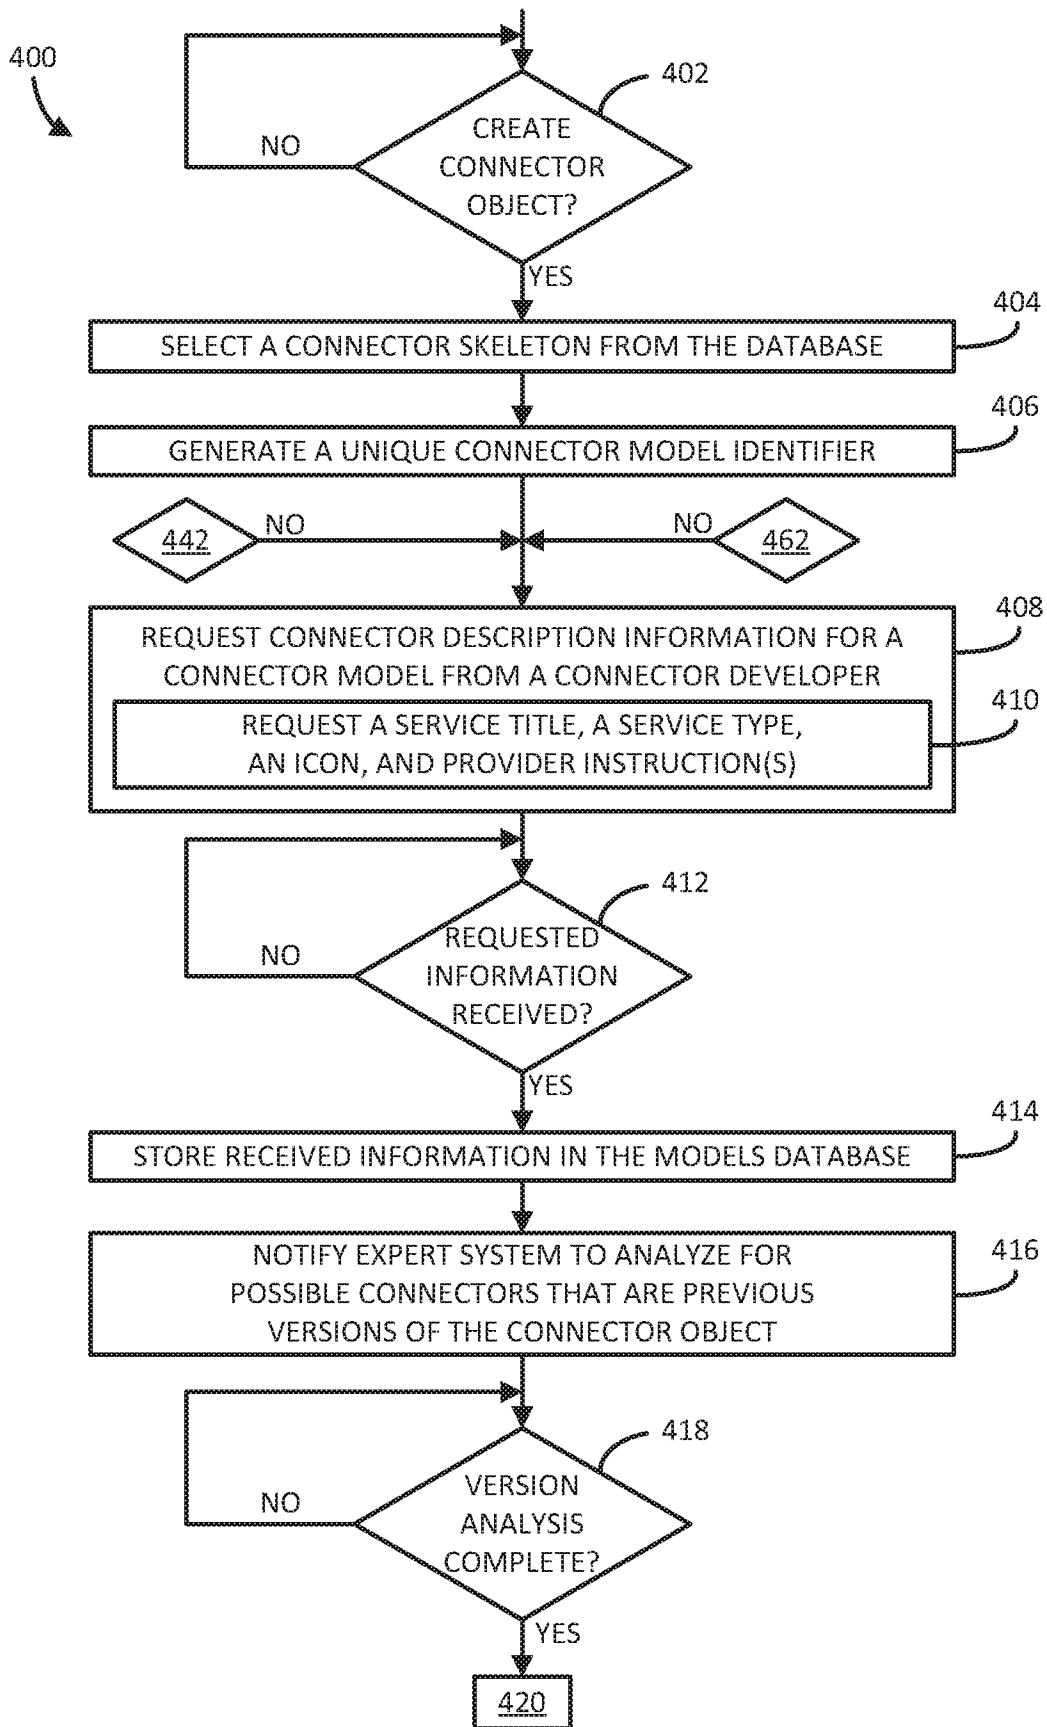 400
402
CREATE
CONNECTOR
OBJECT?
NO
YES
404
SELECT A CONNECTOR SKELETON FROM THE DATABASE
406
GENERATE A UNIQUE CONNECTOR MODEL IDENTIFIER
442
NO
NO
462
408
REQUEST CONNECTOR DESCRIPTION INFORMATION FOR A
CONNECTOR MODEL FROM A CONNECTOR DEVELOPER
410
REQUEST A SERVICE TITLE, A SERVICE TYPE,
AN ICON, AND PROVIDER INSTRUCTION(S)
412
REQUESTED
INFORMATION
RECEIVED?
NO
YES
414
STORE RECEIVED INFORMATION IN THE MODELS DATABASE
416
NOTIFY EXPERT SYSTEM TO ANALYZE FOR
POSSIBLE CONNECTORS THAT ARE PREVIOUS
VERSIONS OF THE CONNECTOR OBJECT
418
VERSION
ANALYSIS
COMPLETE?
NO
YES
420